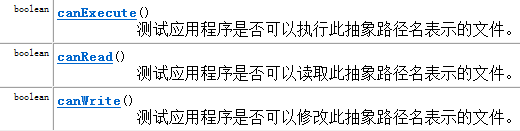 boolean canExecute()
测试应用程序是否可以执行此抽象路径名表示的文件。
boolean canRead()
测试应用程序是否可以读取此抽象路径名表示的文件。
boolean canWrite()
测试应用程序是否可以修改此抽象路径名表示的文件。